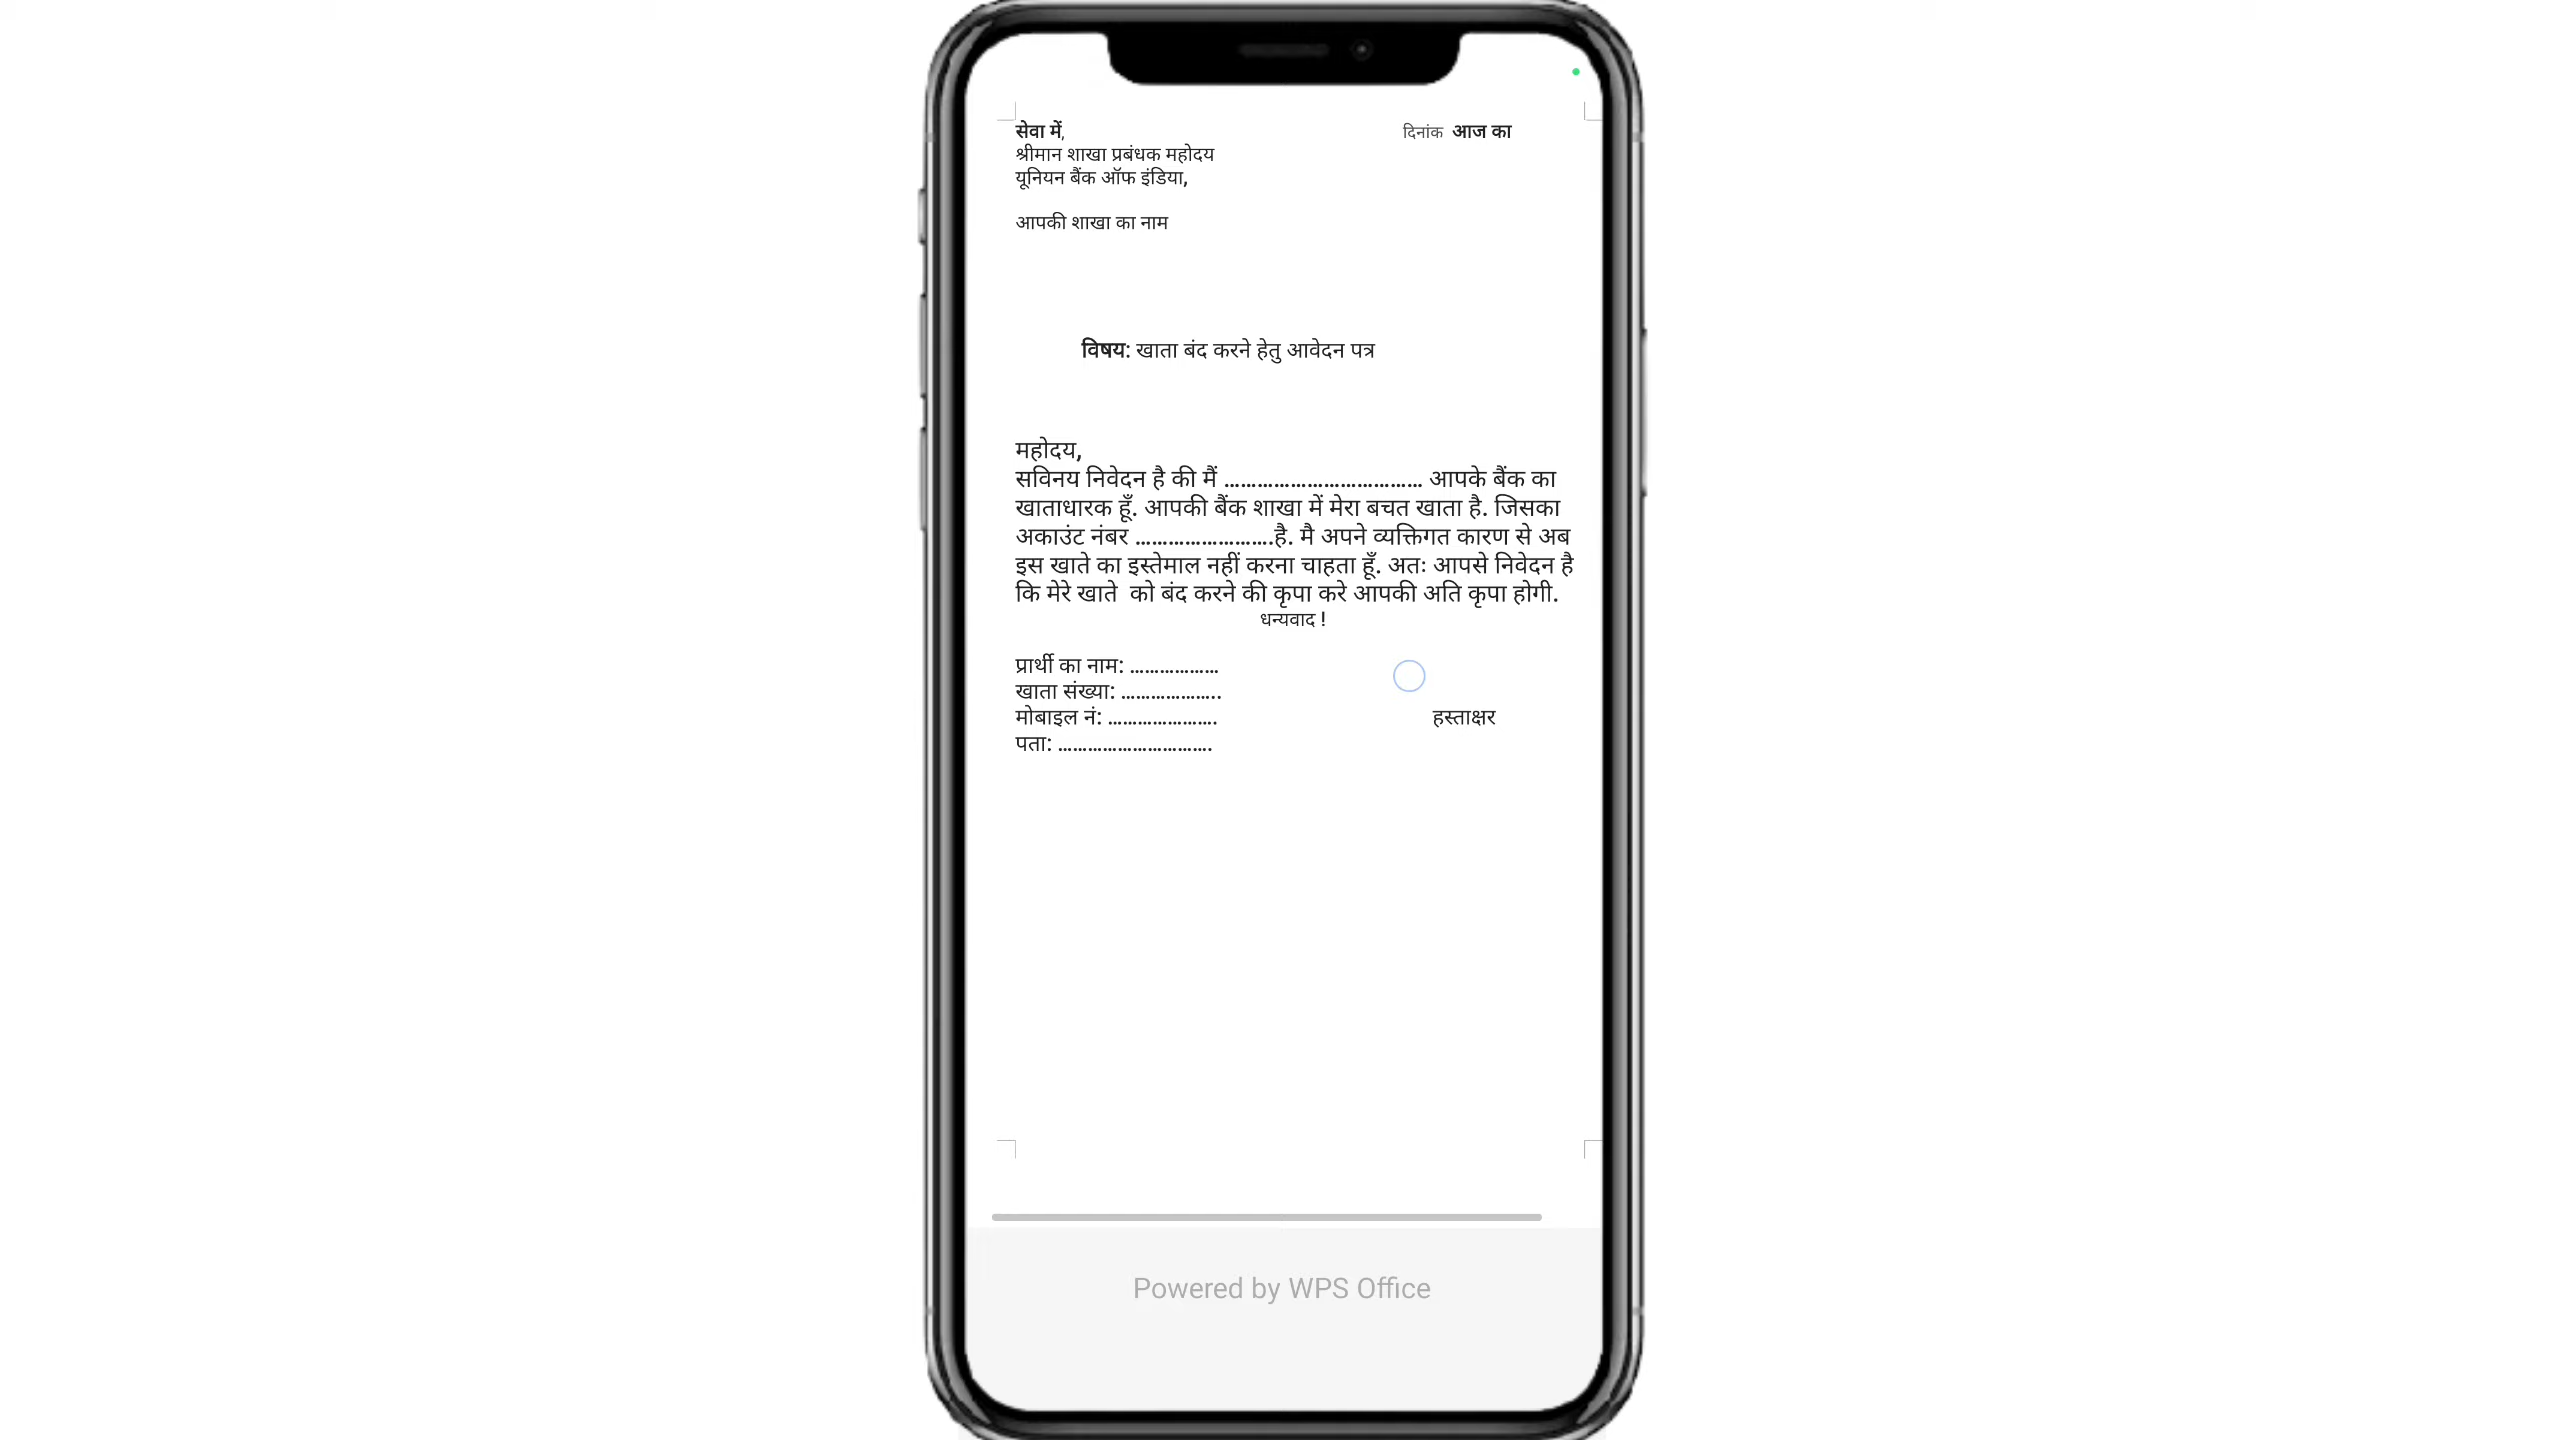 सेवा में, दिनांक आज का
श्रीमान शाखा प्रबंधक महोदय
यूनियन बैंक ऑफ इंडिया,
आपकी शाखा का नाम
विषय: खाता बंद करने हेतु आवेदन पत्र
महोदय,
सविनय निवेदन है की मैं ……………………………… आपके बैंक का
खाताधारक हूँ. आपकी बैंक शाखा में मेरा बचत खाता है. जिसका
अकाउंट नंबर …………………….है. मै अपने व्यक्तिगत कारण से अब
इस खाते का इस्तेमाल नहीं करना चाहता हूँ. अतः आपसे निवेदन है
कि मेरे खाते  को बंद करने की कृपा करे आपकी अति कृपा होगी.
धन्यवाद !
प्रार्थी का नाम: ………………
खाता संख्या: ………………..
मोबाइल नं: …………………. हस्ताक्षर
पता: ………………………….
Powered by WPS Office